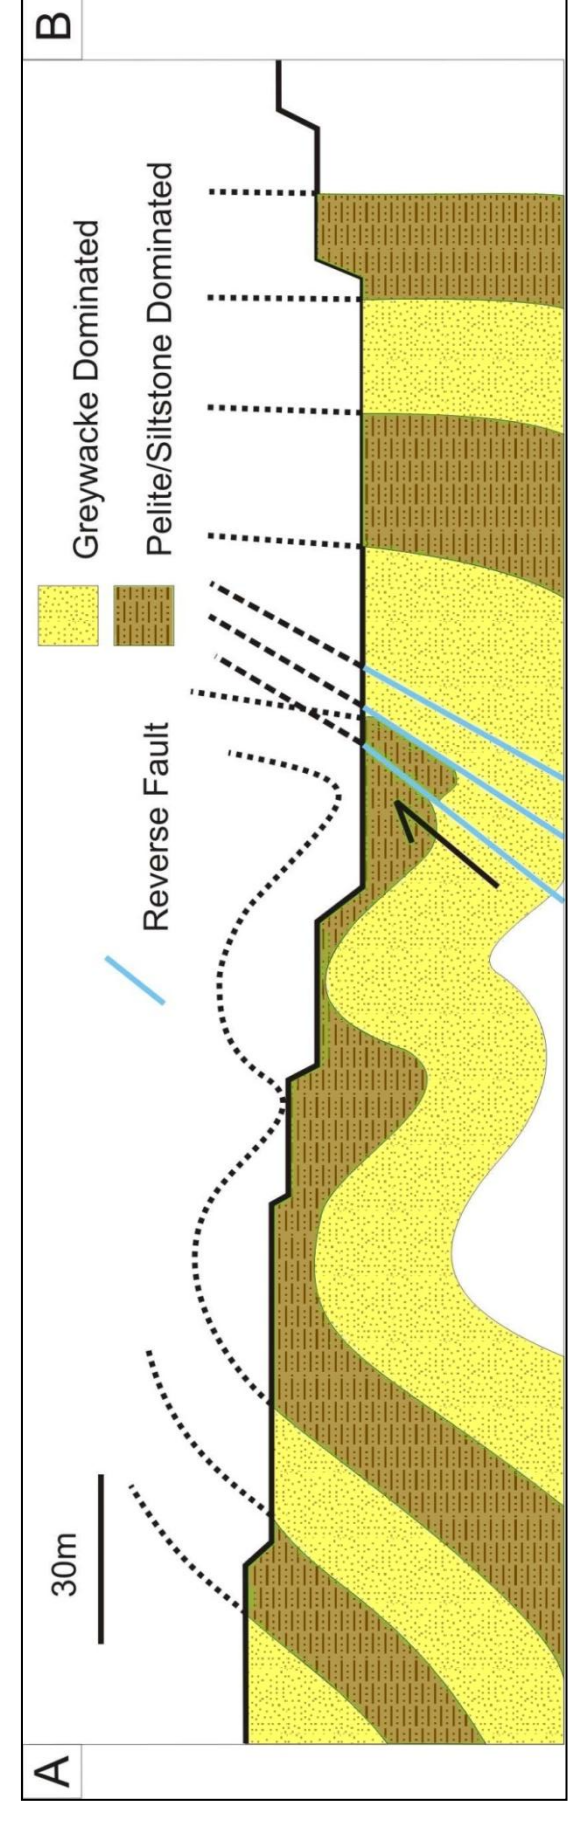 A
B
30m
Reverse Fault
Greywacke Dominated
Pelite/Siltstone Dominated